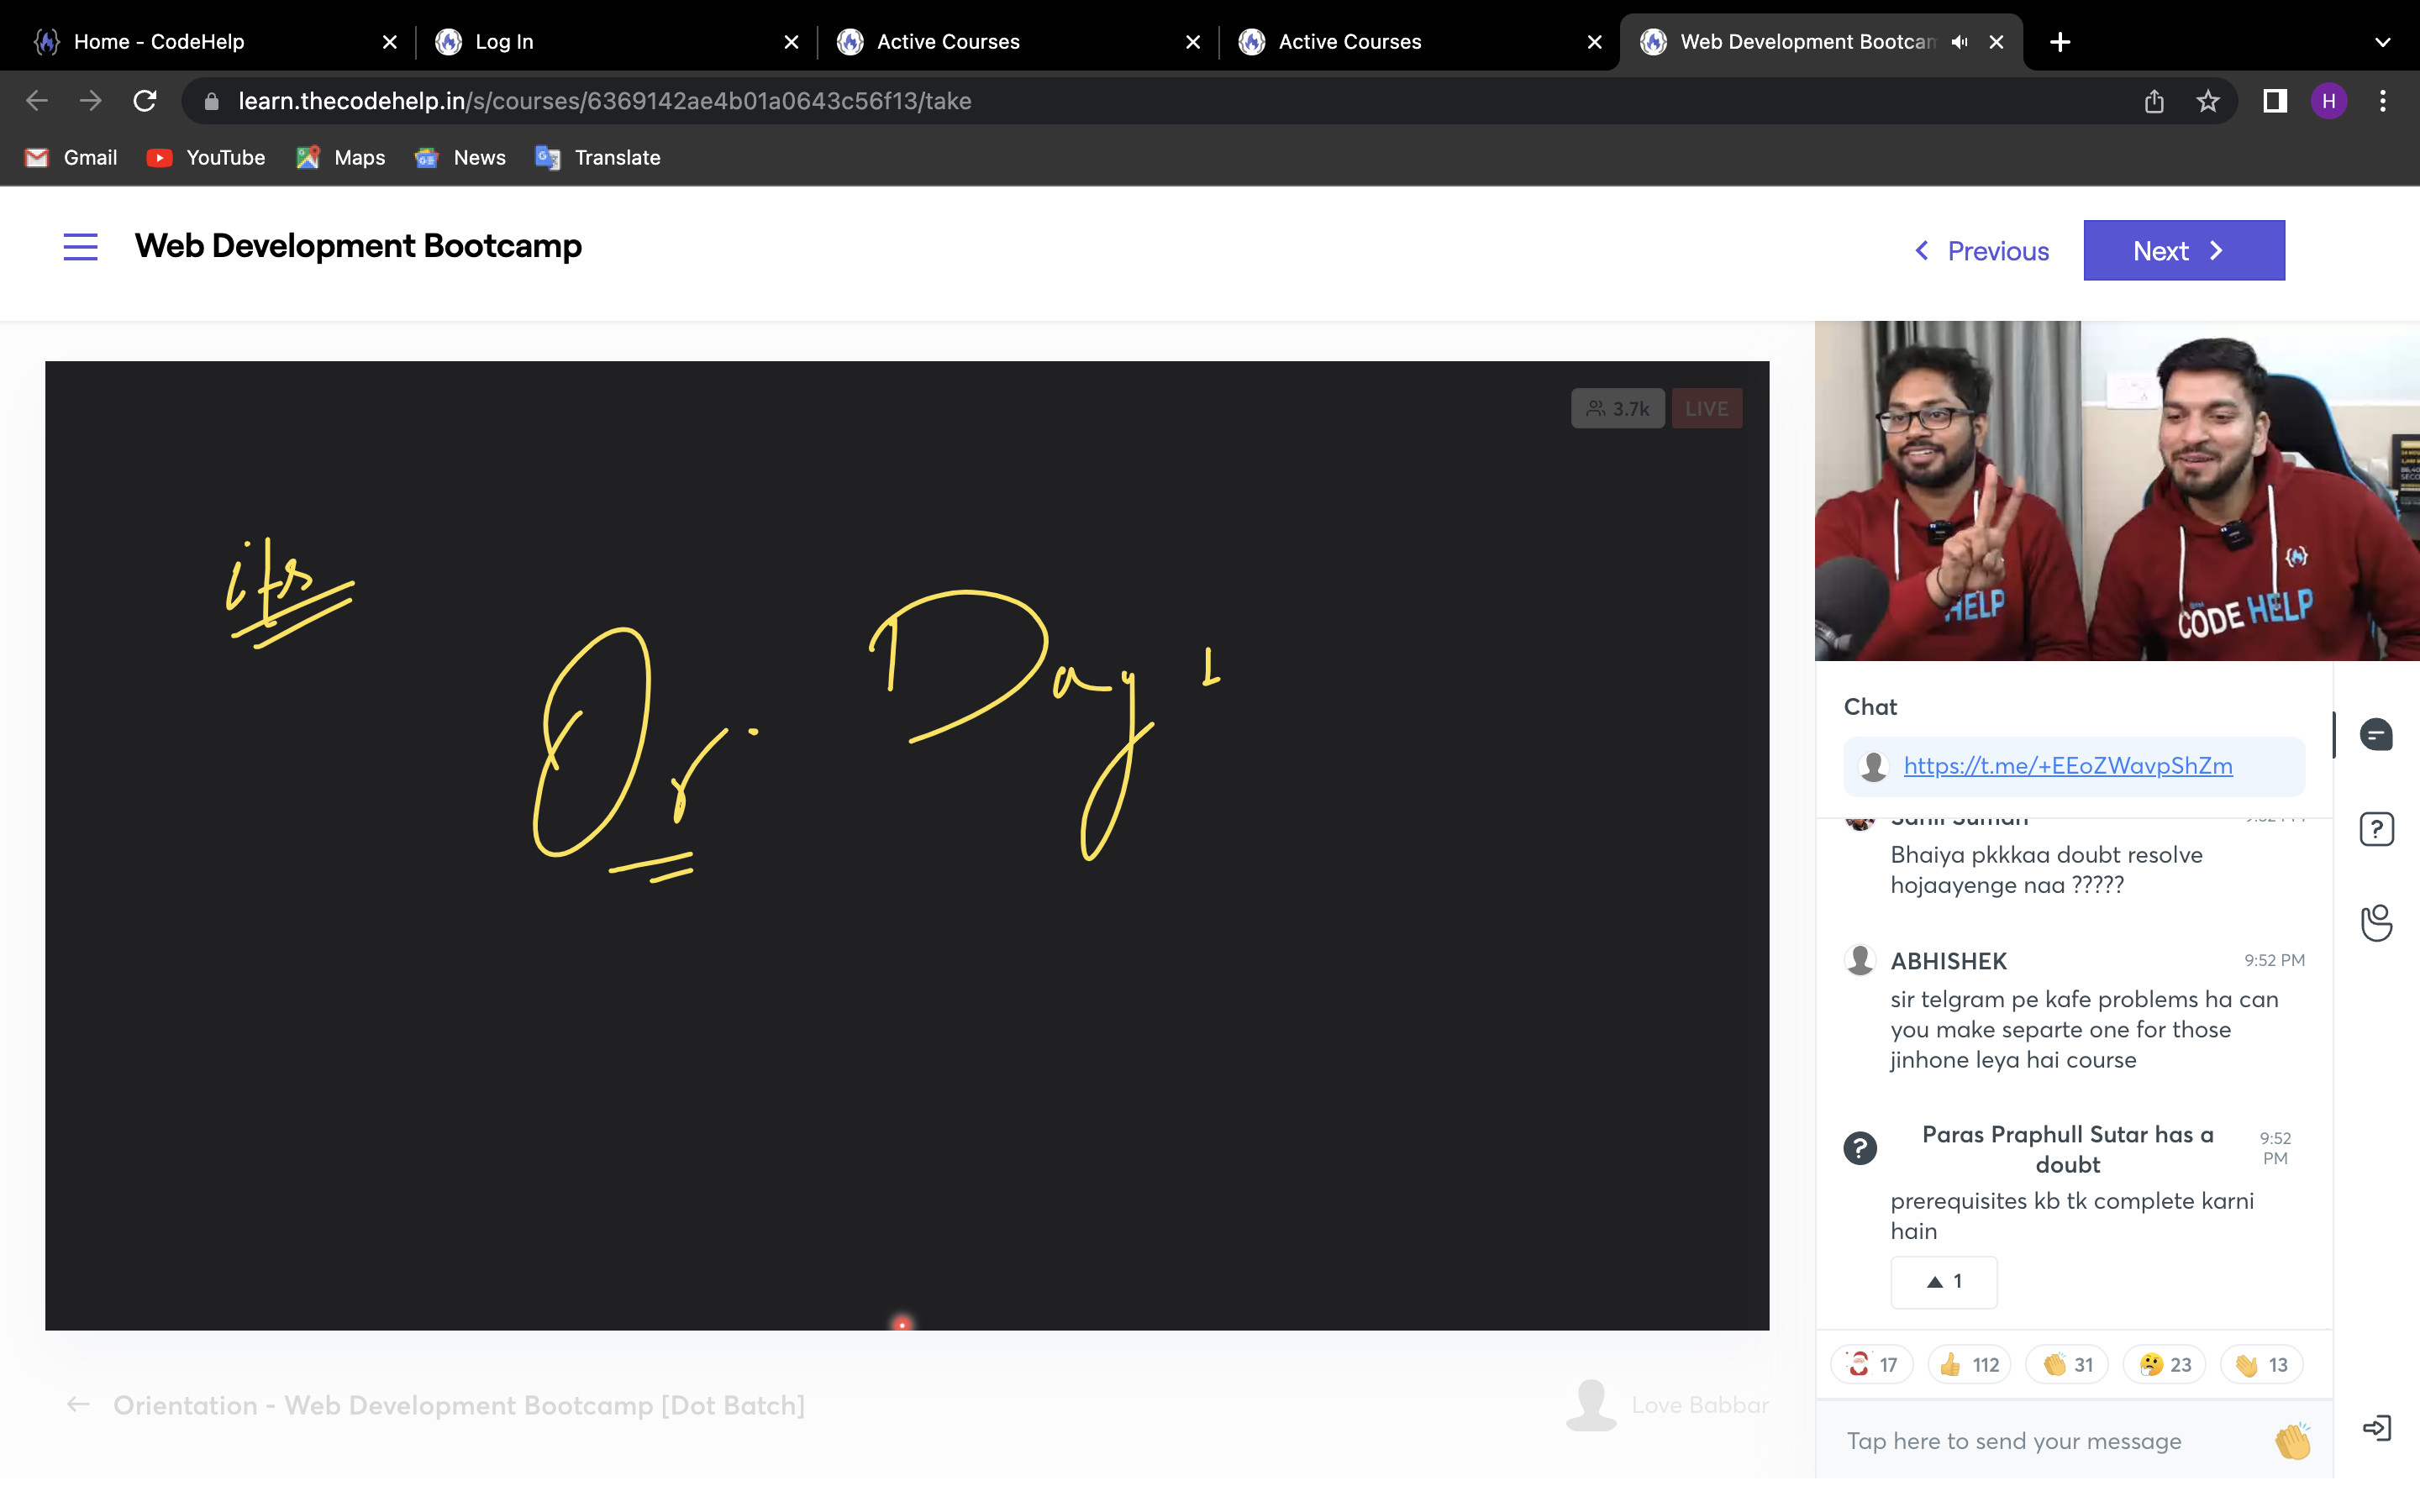 Home - CodeHelp
Log In
Active Courses
Active Courses
Web Development Bootcam
learn.thecodehelp.in/s/courses/6369142ae4b01a0643c56f13/take
H
Gmail
YouTube
Maps
News
Translate
Web Development Bootcamp
Previous
Next
3.7k
LIVE
its
Or.
Day 1
HELP
CODE HELP
Chat
https://t.me/+EEoZWavpShZm
Sahil Suman
Bhaiya pkkkaa doubt resolve
hojaayenge naa ?????
ABHISHEK 9:52 PM
sir telgram pe kafe problems ha can
you make separte one for those
jinhone leya hai course
Paras Praphull Sutar has a
doubt
9:52
PM
prerequisites kb tk complete karni
hain
1
17 112 31 23 13
Orientation - Web Development Bootcamp [Dot Batch]
Love Babbar
Tap here to send your message